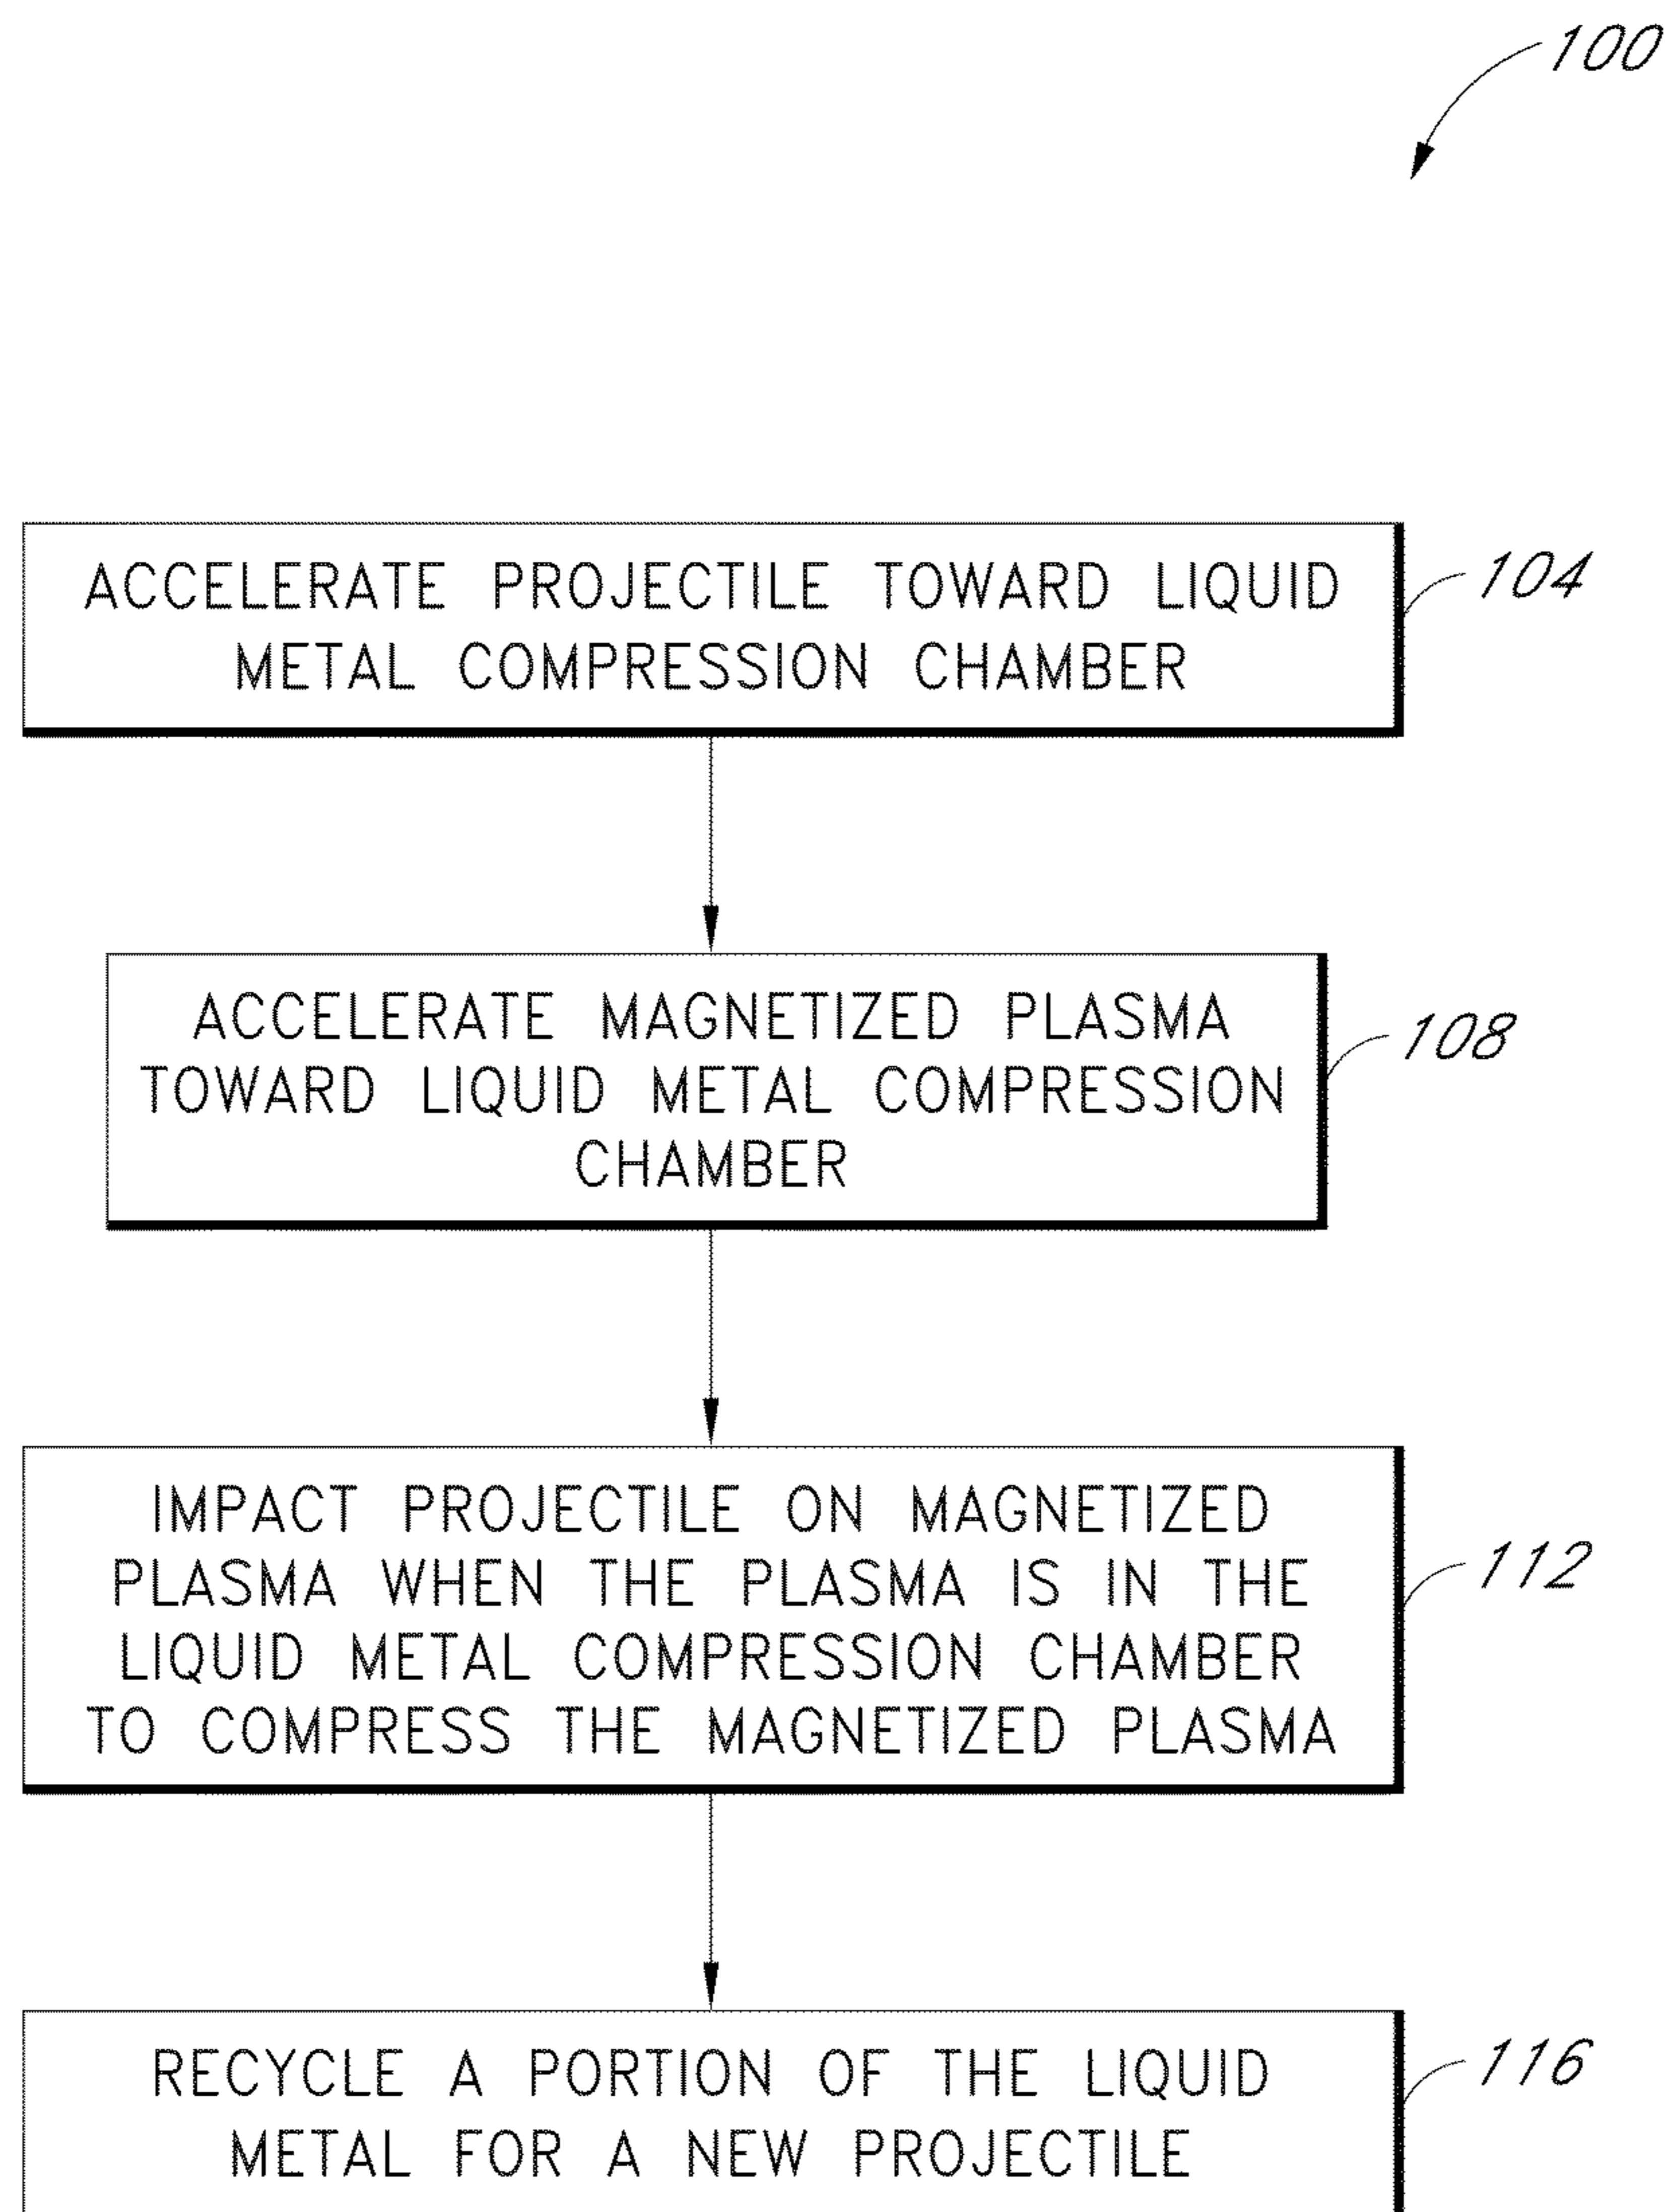 100
ACCELERATE PROJECTILE TOWARD LIQUID
METAL COMPRESSION CHAMBER
104
ACCELERATE MAGNETIZED PLASMA
TOWARD LIQUID METAL COMPRESSION
CHAMBER
108
IMPACT PROJECTILE ON MAGNETIZED
PLASMA WHEN THE PLASMA IS IN THE
LIQUID METAL COMPRESSION CHAMBER
TO COMPRESS THE MAGNETIZED PLASMA
112
RECYCLE A PORTION OF THE LIQUID
METAL FOR A NEW PROJECTILE
116